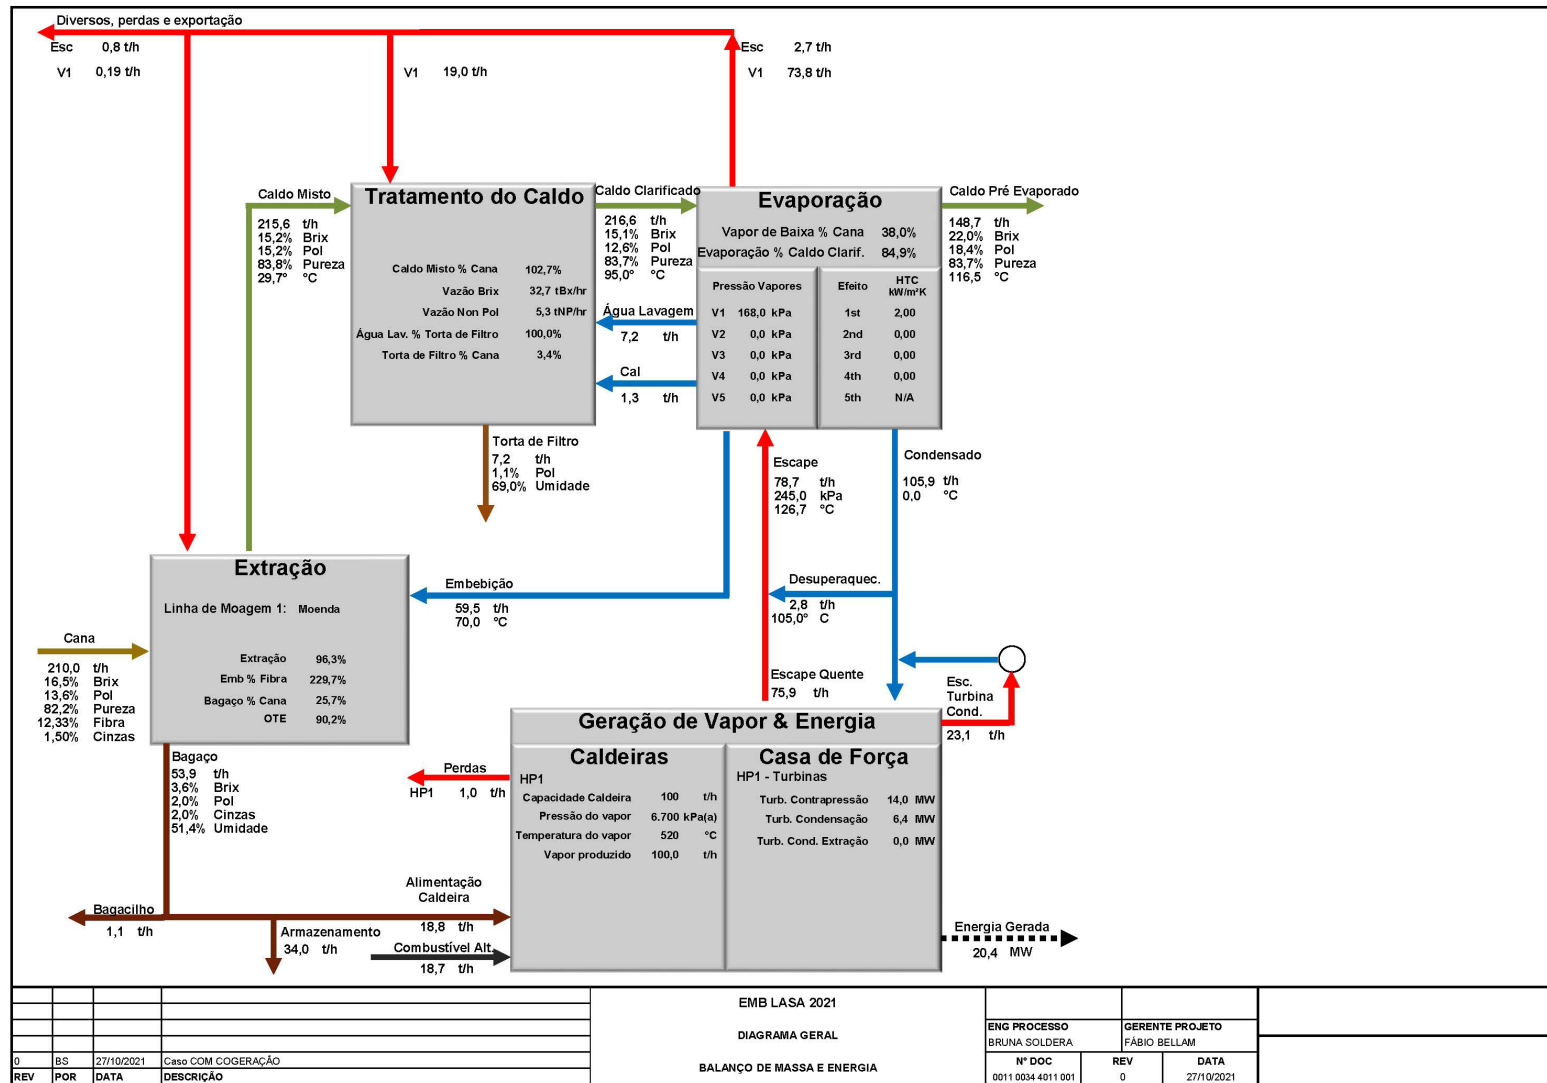 Diversos, perdas e exportação
Esc 0,8 t/h
V1 0,19 t/h
V1 19,0 t/h
Esc 2,7 t/h
V1 73,8 t/h
Caldo Misto
215,6 t/h
15,2% Brix
15,2% Pol
83,8% Pureza
29,7° °C
Tratamento do Caldo
Caldo Misto % Cana 102,7%
Vazão Brix 32,7 tBx/hr
Vazão Non Pol 5,3 tNP/hr
Água Lav. % Torta de Filtro 100,0%
Torta de Filtro % Cana 3,4%
Caldo Clarificado
216,6 t/h
15,1% Brix
12,6% Pol
83,7% Pureza
95,0° °C
Água Lavagem
7,2 t/h
Cal
1,3 t/h
Evaporação
Vapor de Baixa % Cana 38,0%
Evaporação % Caldo Clarif. 84,9%
Pressão Vapores
V1 168,0 kPa
V2 0,0 kPa
V3 0,0 kPa
V4 0,0 kPa
V5 0,0 kPa
Efeito HTC
kW/m²K
1st 2,00
2nd 0,00
3rd 0,00
4th 0,00
5th N/A
Caldo Pré Evaporado
148,7 t/h
22,0% Brix
18,4% Pol
83,7% Pureza
116,5 °C
Torta de Filtro
7,2 t/h
1,1% Pol
69,0% Umidade
Escape
78,7 t/h
245,0 kPa
126,7 °C
Condensado
105,9 t/h
0,0 °C
Extração
Linha de Moagem 1: Moenda
Extração 96,3%
Emb % Fibra 229,7%
Bagaço % Cana 25,7%
OTE 90,2%
Embebição
59,5 t/h
70,0 °C
Desuperaquec.
2,8 t/h
105,0° C
Cana
210,0 t/h
16,5% Brix
13,6% Pol
82,2% Pureza
12,33% Fibra
1,50% Cinzas
Escape Quente
75,9 t/h
Esc.
Turbina
Cond.
23,1 t/h
Bagaço
53,9 t/h
3,6% Brix
2,0% Pol
2,0% Cinzas
51,4% Umidade
Perdas
HP1 1,0 t/h
Geração de Vapor & Energia
Caldeiras
HP1
Capacidade Caldeira 100 t/h
Pressão do vapor 6.700 kPa(a)
Temperatura do vapor 520 °C
Vapor produzido 100,0 t/h
Casa de Força
HP1 - Turbinas
Turb. Contrapressão 14,0 MW
Turb. Condensação 6,4 MW
Turb. Cond. Extração 0,0 MW
Alimentação
Caldeira
18,8 t/h
Bagacilho
1,1 t/h
Armazenamento
34,0 t/h
Combustível Alt.
18,7 t/h
Energia Gerada
20,4 MW
0 BS 27/10/2021 Caso COM COGERAÇÃO
REV POR DATA DESCRIÇÃO
EMB LASA 2021
DIAGRAMA GERAL
BALANÇO DE MASSA E ENERGIA
ENG PROCESSO GERENTE PROJETO
BRUNA SOLDERA FÁBIO BELLAM
N° DOC REV DATA
0011 0034 4011 001 0 27/10/2021